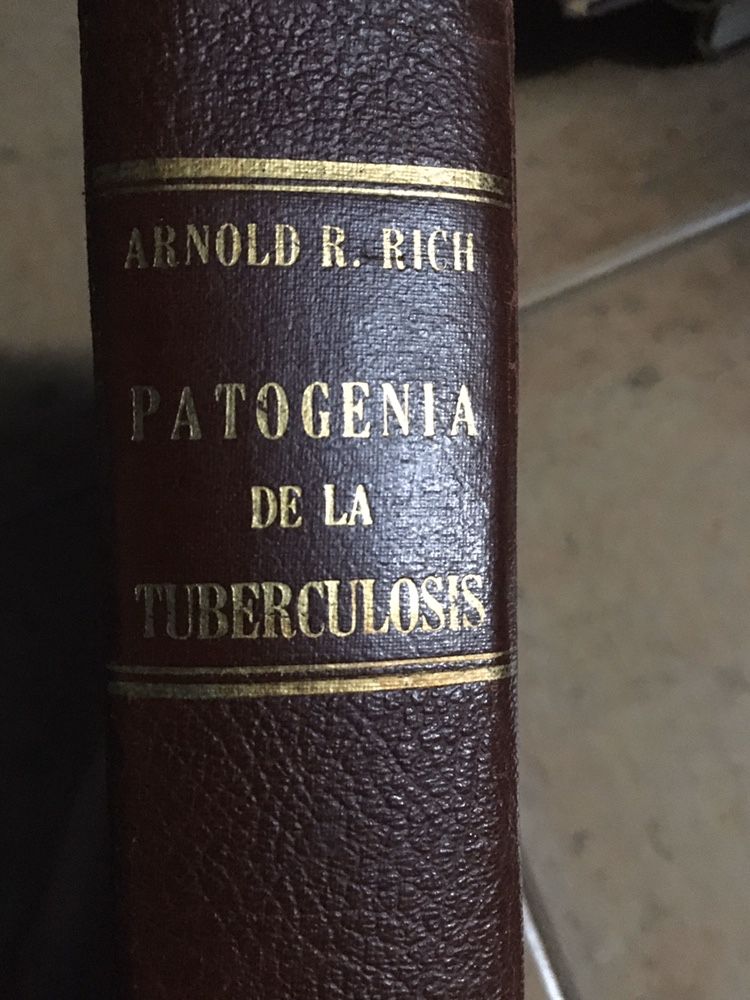 ARNOLD R. RICH
PATOGENIA
DE LA
TUBERCULOSIS